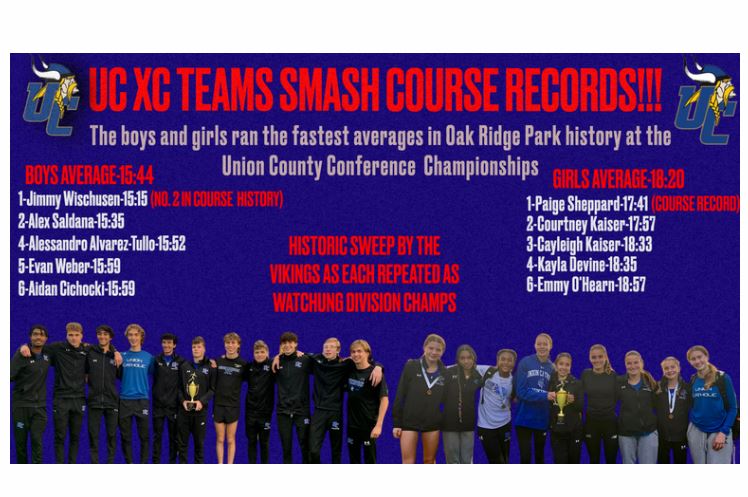 UC XC TEAMS SMASH COURSE RECORDS!!!
The boys and girls ran the fastest averages in Oak Ridge Park history at the
Union County Conference Championships
BOYS AVERAGE-15:44
1-Jimmy Wischusen-15:15 (NO. 2 IN COURSE HISTORY)
2-Alex Saldana-15:35
4-Alessandro Alvarez-Tullo-15:52
5-Evan Weber-15:59
6-Aidan Cichocki-15:59
HISTORIC SWEEP BY THE
VIKINGS AS EACH REPEATED AS
WATCHUNG DIVISION CHAMPS
GIRLS AVERAGE-18:20
1-Paige Sheppard-17:41 (COURSE RECORD)
2-Courtney Kaiser-17:57
3-Cayleigh Kaiser-18:33
4-Kayla Devine-18:35
6-Emmy O'Hearn-18:57
UC
UC
UNION
CATHOLIC